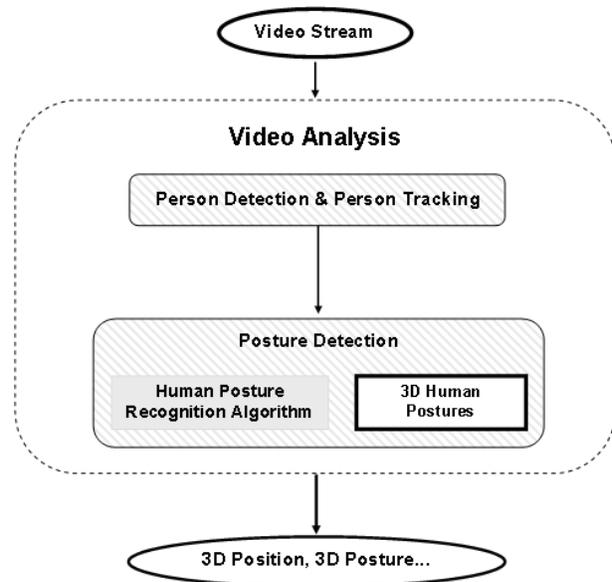 Video Stream
Video Analysis
Person Detection & Person Tracking
Posture Detection
Human Posture
Recognition Algorithm
3D Human
Postures
3D Position, 3D Posture...